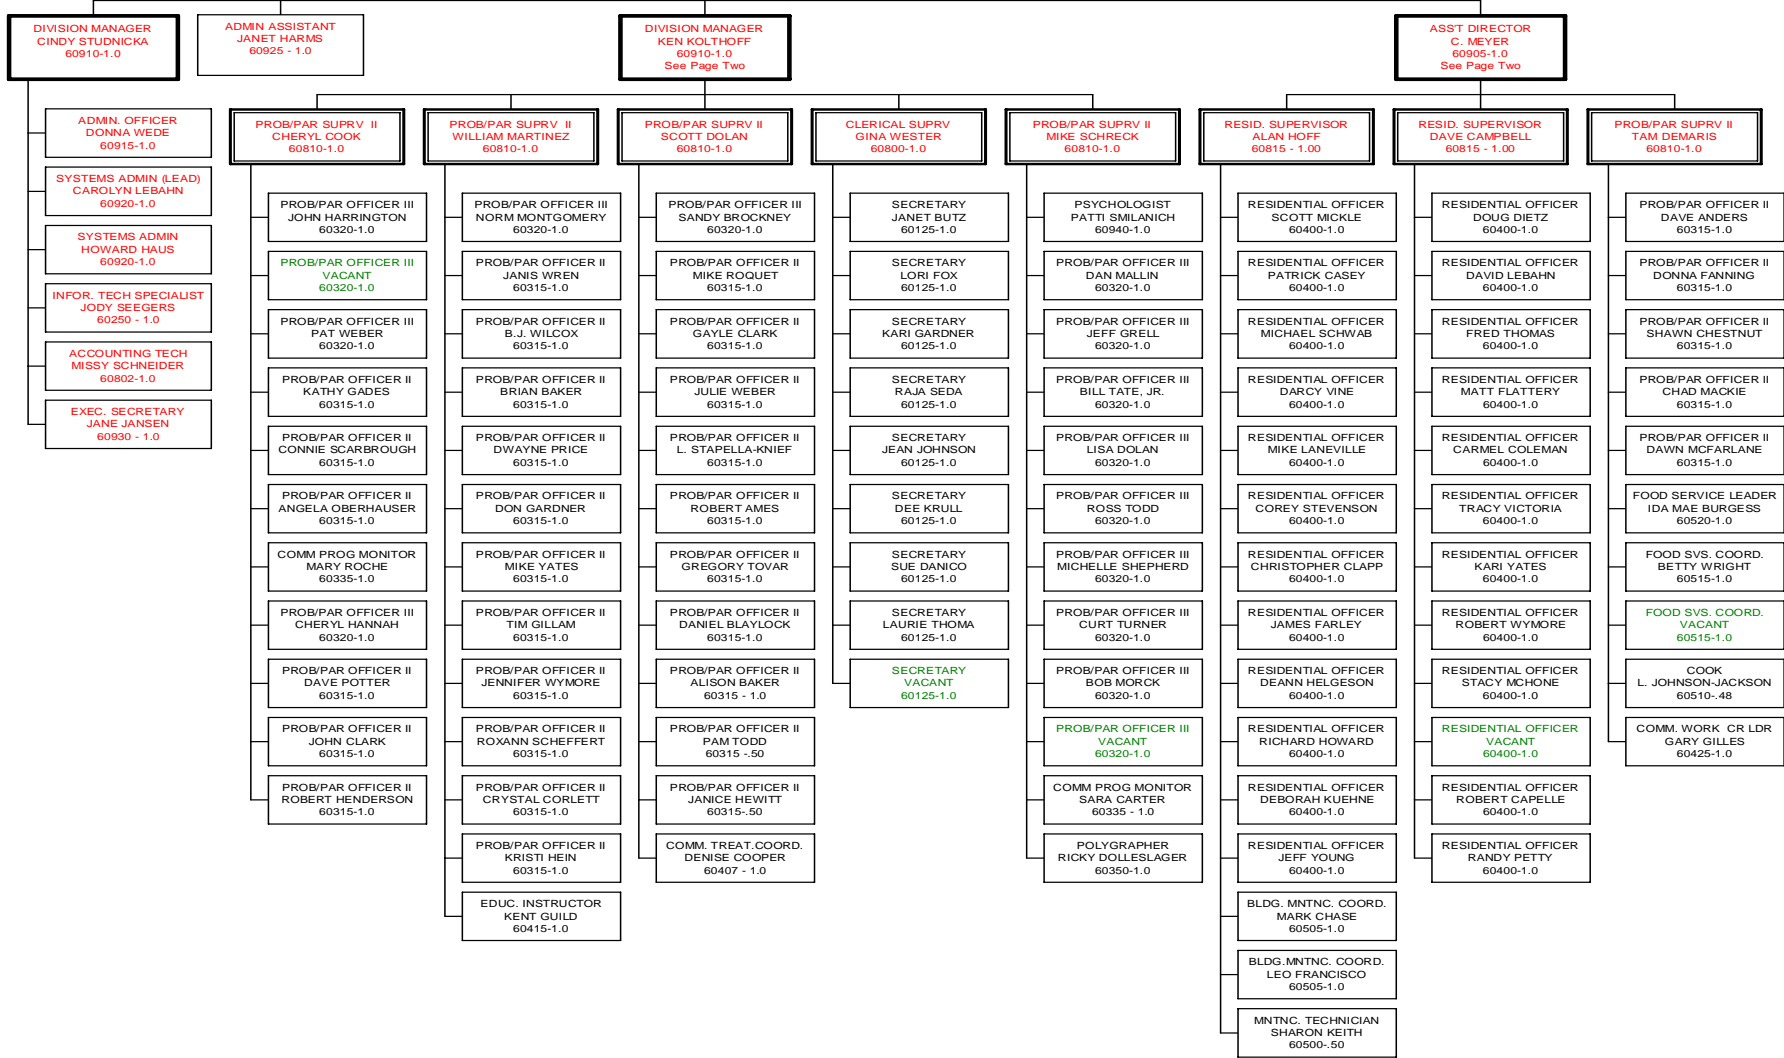 DIVISION MANAGER
CINDY STUDNICKA
60910-1.0
ADMIN ASSISTANT
JANET HARMS
60925 - 1.0
DIVISION MANAGER
KEN KOLTHOFF
60910-1.0
See Page Two
ASS'T DIRECTOR
C. MEYER
60905-1.0
See Page Two
ADMIN. OFFICER
DONNA WEDE
60915-1.0
SYSTEMS ADMIN (LEAD)
CAROLYN LEBAHN
60920-1.0
SYSTEMS ADMIN
HOWARD HAUS
60920-1.0
INFOR. TECH SPECIALIST
JODY SEEGERS
60250 - 1.0
ACCOUNTING TECH
MISSY SCHNEIDER
60802-1.0
EXEC. SECRETARY
JANE JANSEN
60930 - 1.0
PROB/PAR SUPRV II
CHERYL COOK
60810-1.0
PROB/PAR OFFICER III
JOHN HARRINGTON
60320-1.0
PROB/PAR OFFICER III
VACANT
60320-1.0
PROB/PAR OFFICER III
PAT WEBER
60320-1.0
PROB/PAR OFFICER II
KATHY GADES
60315-1.0
PROB/PAR OFFICER II
CONNIE SCARBROUGH
60315-1.0
PROB/PAR OFFICER II
ANGELA OBERHAUSER
60315-1.0
COMM PROG MONITOR
MARY ROCHE
60335-1.0
PROB/PAR OFFICER III
CHERYL HANNAH
60320-1.0
PROB/PAR OFFICER II
DAVE POTTER
60315-1.0
PROB/PAR OFFICER II
JOHN CLARK
60315-1.0
PROB/PAR OFFICER II
ROBERT HENDERSON
60315-1.0
PROB/PAR SUPRV II
WILLIAM MARTINEZ
60810-1.0
PROB/PAR OFFICER III
NORM MONTGOMERY
60320-1.0
PROB/PAR OFFICER II
JANIS WREN
60315-1.0
PROB/PAR OFFICER II
B.J. WILCOX
60315-1.0
PROB/PAR OFFICER II
BRIAN BAKER
60315-1.0
PROB/PAR OFFICER II
DWAYNE PRICE
60315-1.0
PROB/PAR OFFICER II
DON GARDNER
60315-1.0
PROB/PAR OFFICER II
MIKE YATES
60315-1.0
PROB/PAR OFFICER II
TIM GILLAM
60315-1.0
PROB/PAR OFFICER II
JENNIFER WYMORE
60315-1.0
PROB/PAR OFFICER II
ROXANN SCHEFFERT
60315-1.0
PROB/PAR OFFICER II
CRYSTAL CORLETT
60315-1.0
PROB/PAR OFFICER II
KRISTI HEIN
60315-1.0
EDUC. INSTRUCTOR
KENT GUILD
60415-1.0
PROB/PAR SUPRV II
SCOTT DOLAN
60810-1.0
PROB/PAR OFFICER III
SANDY BROCKNEY
60320-1.0
PROB/PAR OFFICER II
MIKE ROQUET
60315-1.0
PROB/PAR OFFICER II
GAYLE CLARK
60315-1.0
PROB/PAR OFFICER II
JULIE WEBER
60315-1.0
PROB/PAR OFFICER II
L. STAPELLA-KNIEF
60315-1.0
PROB/PAR OFFICER II
ROBERT AMES
60315-1.0
PROB/PAR OFFICER II
GREGORY TOVAR
60315-1.0
PROB/PAR OFFICER II
DANIEL BLAYLOCK
60315-1.0
PROB/PAR OFFICER II
ALISON BAKER
60315 - 1.0
PROB/PAR OFFICER II
PAM TODD
60315 -.50
PROB/PAR OFFICER II
JANICE HEWITT
60315-.50
COMM. TREAT.COORD.
DENISE COOPER
60407 - 1.0
CLERICAL SUPRV
GINA WESTER
60800-1.0
SECRETARY
JANET BUTZ
60125-1.0
SECRETARY
LORI FOX
60125-1.0
SECRETARY
KARI GARDNER
60125-1.0
SECRETARY
RAJA SEDA
60125-1.0
SECRETARY
JEAN JOHNSON
60125-1.0
SECRETARY
DEE KRULL
60125-1.0
SECRETARY
SUE DANICO
60125-1.0
SECRETARY
LAURIE THOMA
60125-1.0
SECRETARY
VACANT
60125-1.0
PROB/PAR SUPRV II
MIKE SCHRECK
60810-1.0
PSYCHOLOGIST
PATTI SMILANICH
60940-1.0
PROB/PAR OFFICER III
DAN MALLIN
60320-1.0
PROB/PAR OFFICER III
JEFF GRELL
60320-1.0
PROB/PAR OFFICER III
BILL TATE, JR.
60320-1.0
PROB/PAR OFFICER III
LISA DOLAN
60320-1.0
PROB/PAR OFFICER III
ROSS TODD
60320-1.0
PROB/PAR OFFICER III
MICHELLE SHEPHERD
60320-1.0
PROB/PAR OFFICER III
CURT TURNER
60320-1.0
PROB/PAR OFFICER III
BOB MORCK
60320-1.0
PROB/PAR OFFICER III
VACANT
60320-1.0
COMM PROG MONITOR
SARA CARTER
60335 - 1.0
POLYGRAPHER
RICKY DOLLESLAGER
60350-1.0
RESID. SUPERVISOR
ALAN HOFF
60815 - 1.00
RESIDENTIAL OFFICER
SCOTT MICKLE
60400-1.0
RESIDENTIAL OFFICER
PATRICK CASEY
60400-1.0
RESIDENTIAL OFFICER
MICHAEL SCHWAB
60400-1.0
RESIDENTIAL OFFICER
DARCY VINE
60400-1.0
RESIDENTIAL OFFICER
MIKE LANEVILLE
60400-1.0
RESIDENTIAL OFFICER
COREY STEVENSON
60400-1.0
RESIDENTIAL OFFICER
CHRISTOPHER CLAPP
60400-1.0
RESIDENTIAL OFFICER
JAMES FARLEY
60400-1.0
RESIDENTIAL OFFICER
DEANN HELGESON
60400-1.0
RESIDENTIAL OFFICER
RICHARD HOWARD
60400-1.0
RESIDENTIAL OFFICER
DEBORAH KUEHNE
60400-1.0
RESIDENTIAL OFFICER
JEFF YOUNG
60400-1.0
BLDG. MNTNC. COORD.
MARK CHASE
60505-1.0
BLDG.MNTNC. COORD.
LEO FRANCISCO
60505-1.0
MNTNC. TECHNICIAN
SHARON KEITH
60500-.50
RESID. SUPERVISOR
DAVE CAMPBELL
60815 - 1.00
RESIDENTIAL OFFICER
DOUG DIETZ
60400-1.0
RESIDENTIAL OFFICER
DAVID LEBAHN
60400-1.0
RESIDENTIAL OFFICER
FRED THOMAS
60400-1.0
RESIDENTIAL OFFICER
MATT FLATTERY
60400-1.0
RESIDENTIAL OFFICER
CARMEL COLEMAN
60400-1.0
RESIDENTIAL OFFICER
TRACY VICTORIA
60400-1.0
RESIDENTIAL OFFICER
KARI YATES
60400-1.0
RESIDENTIAL OFFICER
ROBERT WYMORE
60400-1.0
RESIDENTIAL OFFICER
STACY MCHONE
60400-1.0
RESIDENTIAL OFFICER
VACANT
60400-1.0
RESIDENTIAL OFFICER
ROBERT CAPELLE
60400-1.0
RESIDENTIAL OFFICER
RANDY PETTY
60400-1.0
PROB/PAR SUPRV II
TAM DEMARIS
60810-1.0
PROB/PAR OFFICER II
DAVE ANDERS
60315-1.0
PROB/PAR OFFICER II
DONNA FANNING
60315-1.0
PROB/PAR OFFICER II
SHAWN CHESTNUT
60315-1.0
PROB/PAR OFFICER II
CHAD MACKIE
60315-1.0
PROB/PAR OFFICER II
DAWN MCFARLANE
60315-1.0
FOOD SERVICE LEADER
IDA MAE BURGESS
60520-1.0
FOOD SVS. COORD.
BETTY WRIGHT
60515-1.0
FOOD SVS. COORD.
VACANT
60515-1.0
COOK
L. JOHNSON-JACKSON
60510-.48
COMM. WORK CR LDR
GARY GILLES
60425-1.0